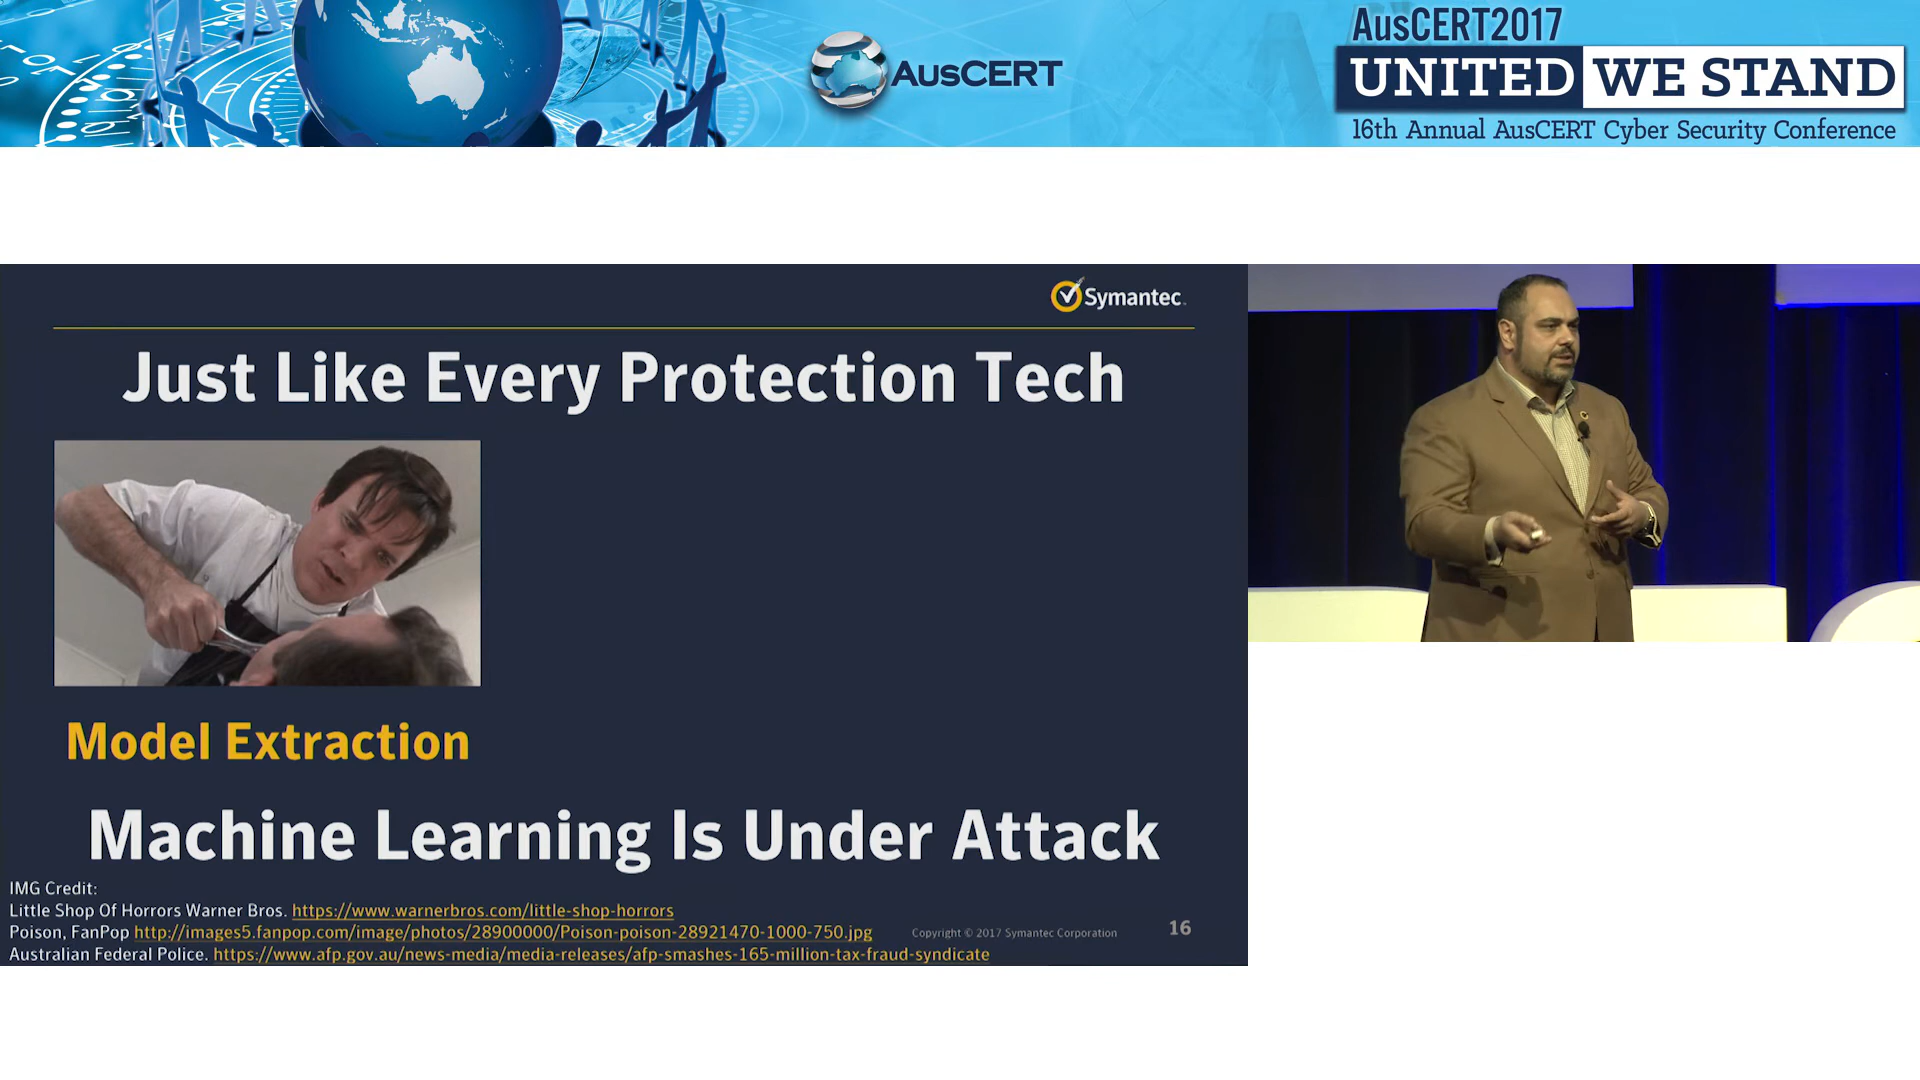 AusCERT
AusCERT2017
UNITED WE STAND
16th Annual AusCERT Cyber Security Conference
Symantec.
Just Like Every Protection Tech
Model Extraction
Machine Learning Is Under Attack
IMG Credit:
Little Shop Of Horrors Warner Bros. https://www.warnerbros.com/little-shop-horrors
Poison, FanPop http://images5.fanpop.com/image/photos/28900000/Poison-poison-28921470-1000-750.jpg
Australian Federal Police. https://www.afp.gov.au/news-media/media-releases/afp-smashes-165-million-tax-fraud-syndicate
Copyright © 2017 Symantec Corporation
16